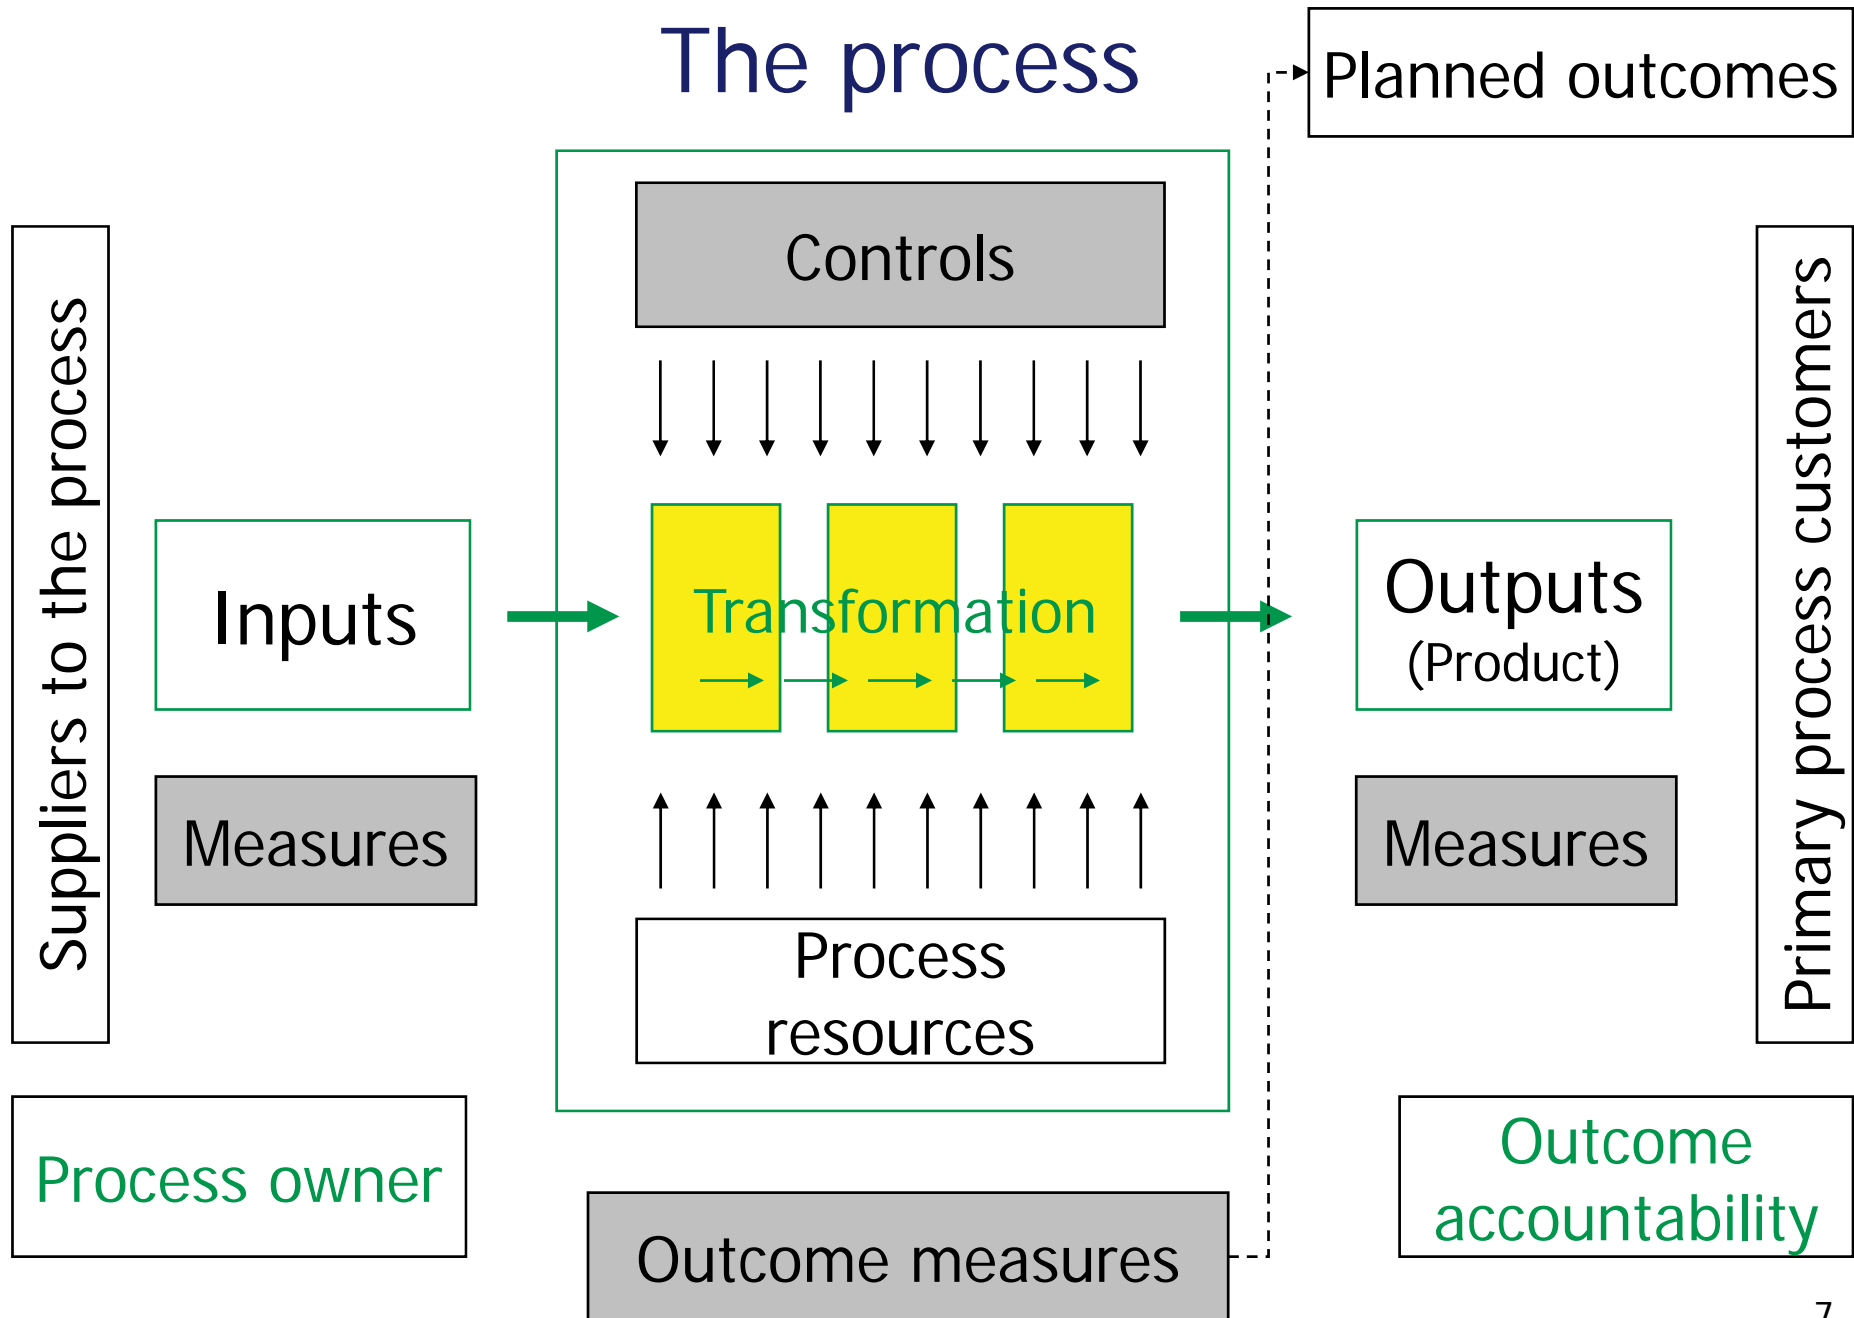 The process
Planned outcomes
Suppliers to the process
Controls
Primary process customers
Inputs
Transformation
Outputs
(Product)
Measures
Measures
Process
resources
Process owner
Outcome
accountability
Outcome measures
7